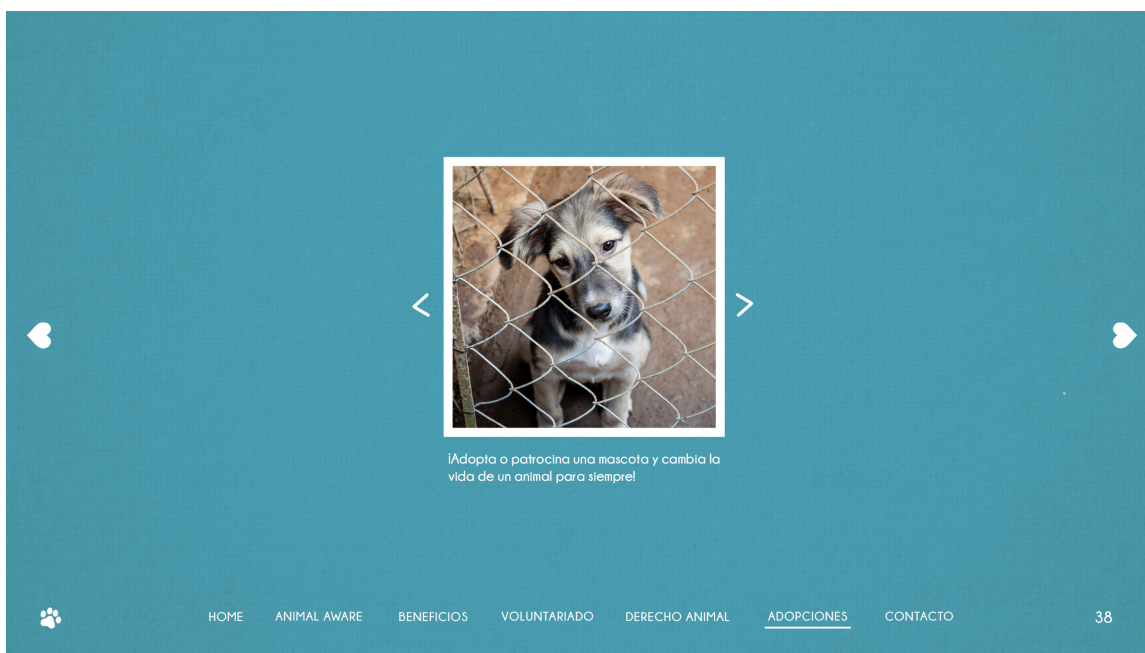 ¡Adopta o patrocina una mascota y cambia la
vida de un animal para siempre!
HOME ANIMAL AWARE BENEFICIOS VOLUNTARIADO DERECHO ANIMAL ADOPCIONES CONTACTO 38